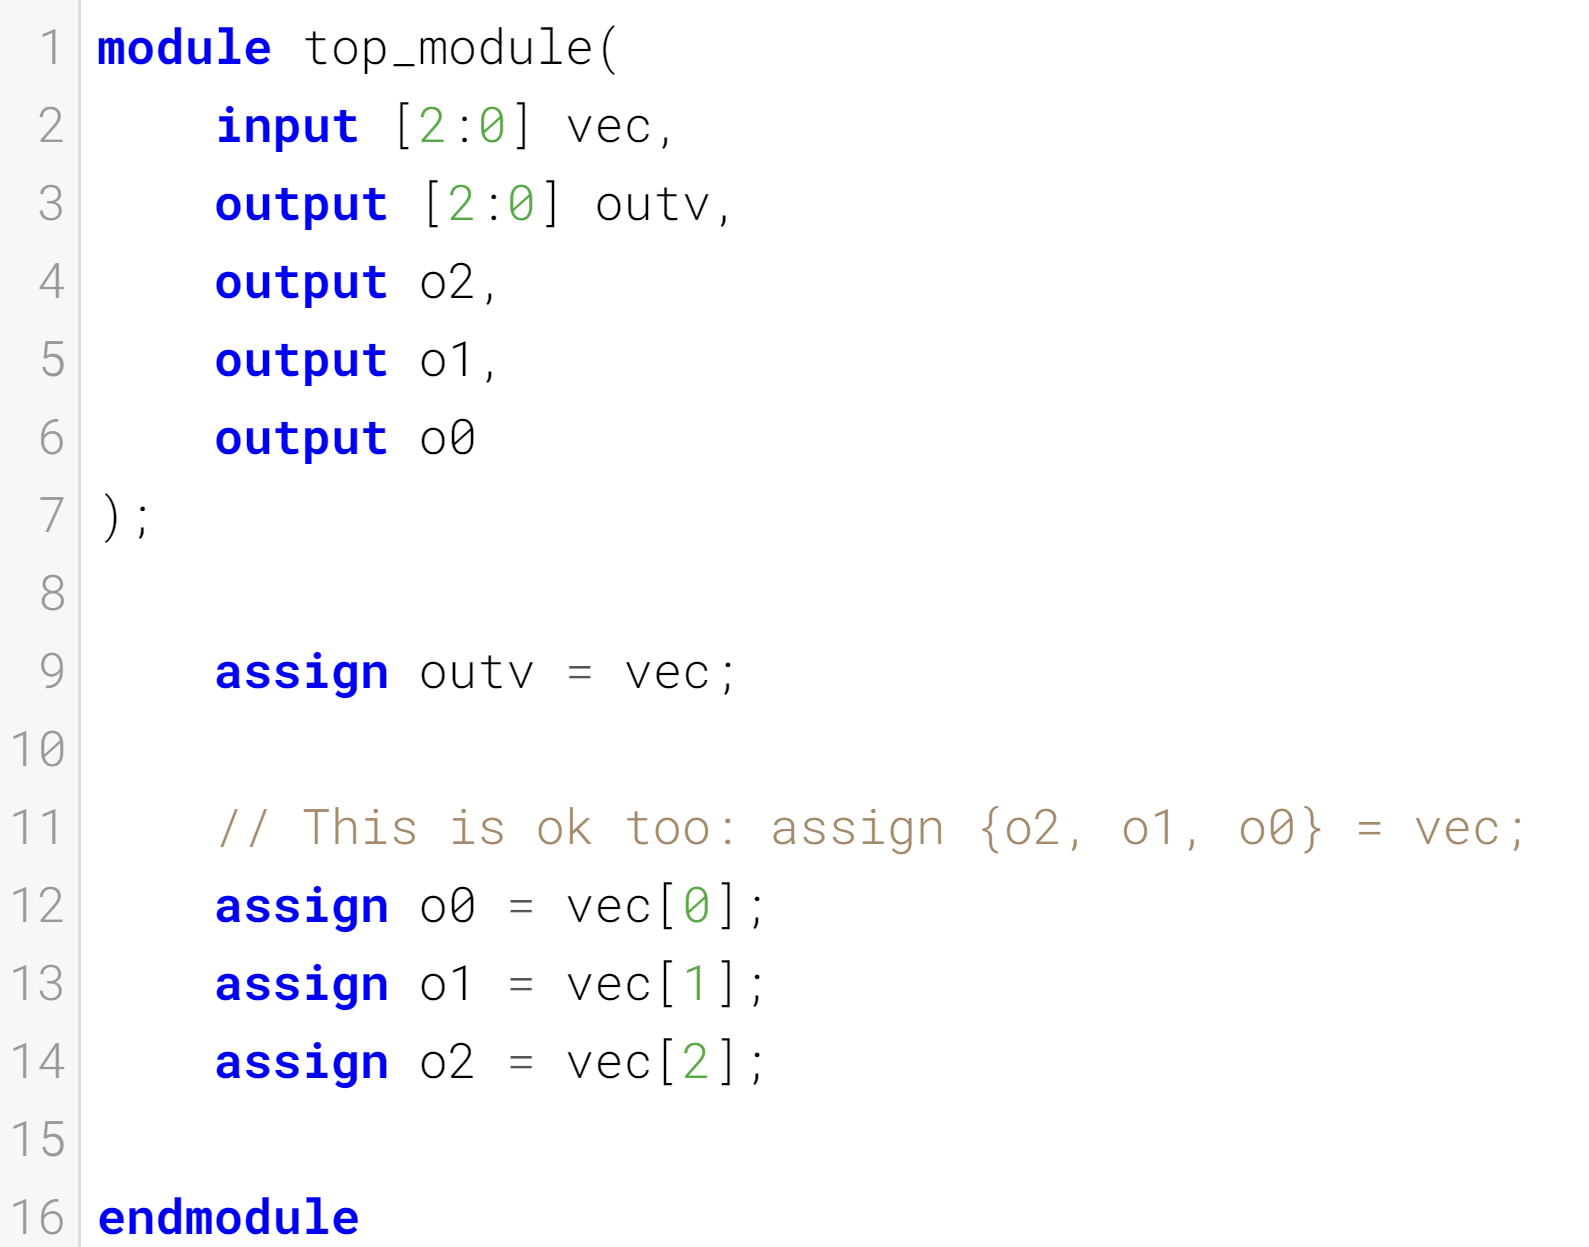 1 module top_module(
2     input [2:0] vec,
3     output [2:0] outv,
4     output o2,
5     output o1,
6     output o0
7 );
8
9     assign outv = vec;
10
11     // This is ok too: assign {o2, o1, o0} = vec;
12     assign o0 = vec[0];
13     assign o1 = vec[1];
14     assign o2 = vec[2];
15
16 endmodule